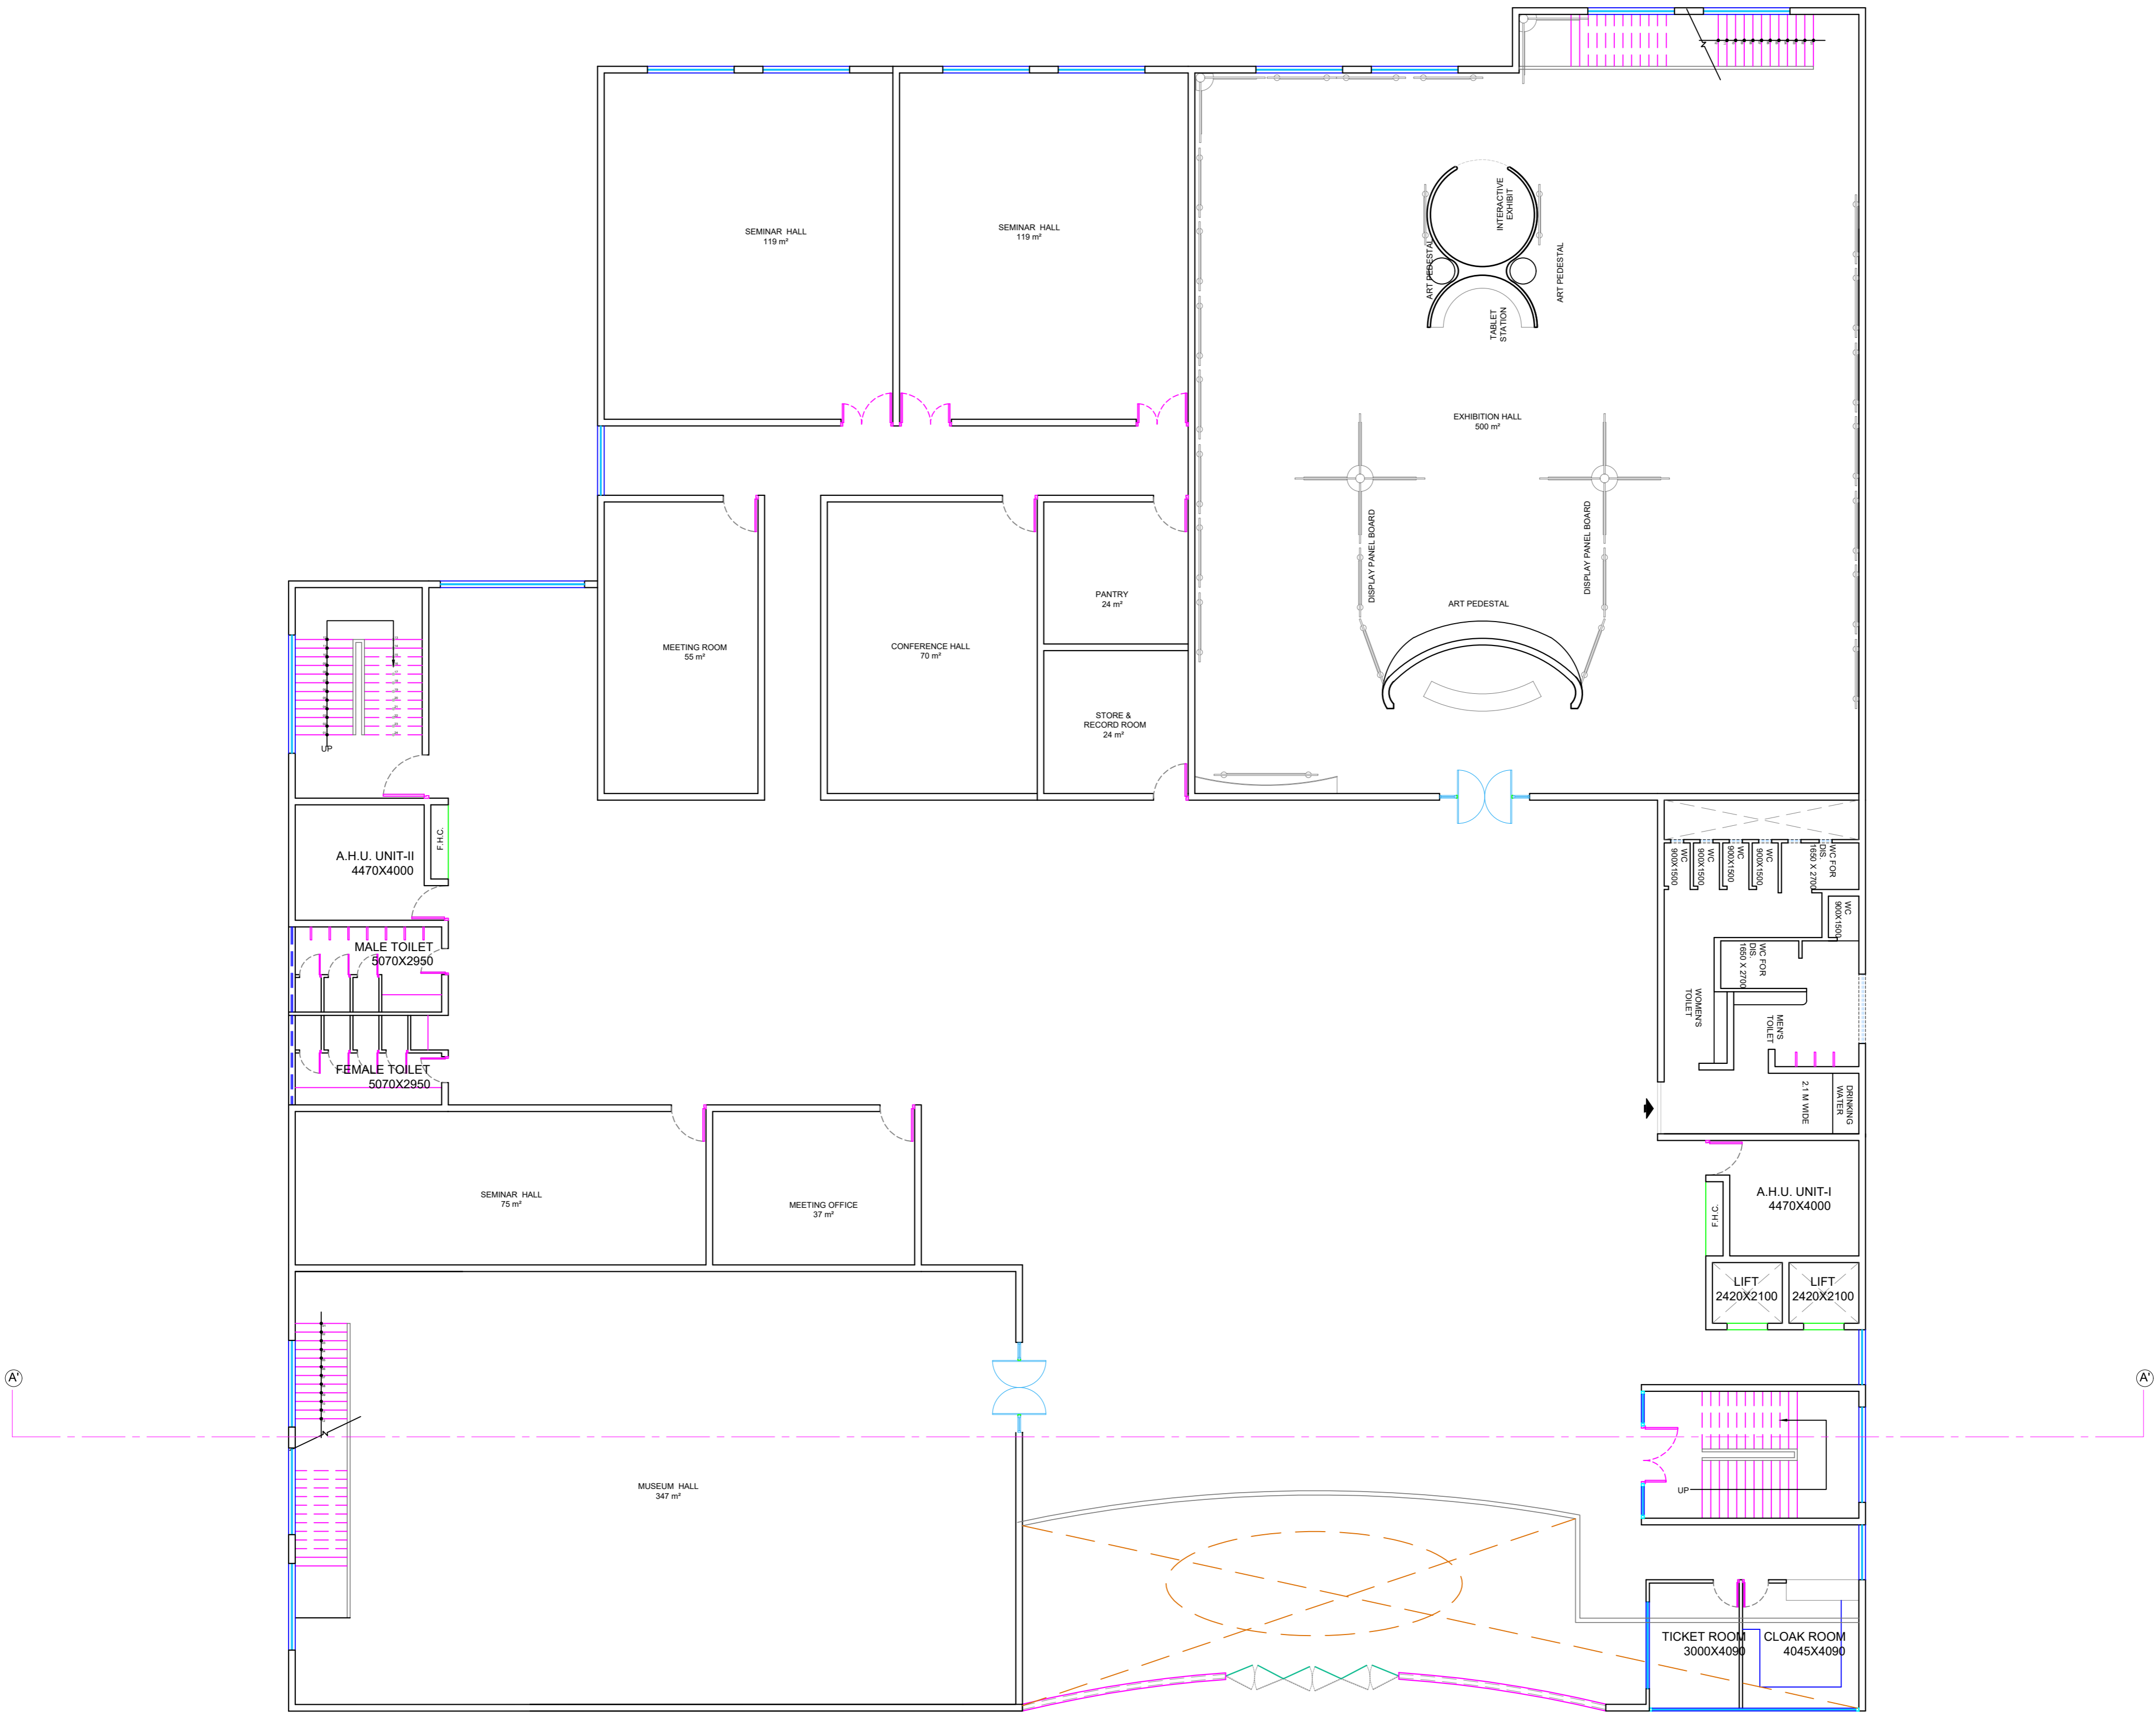 SEMINAR HALL
119 m²
SEMINAR HALL
119 m²
INTERACTIVE
EXHIBIT
ART PEDESTAL
ART PEDESTAL
TABLET
STATION
EXHIBITION HALL
500 m²
DISPLAY PANEL BOARD
DISPLAY PANEL BOARD
ART PEDESTAL
PANTRY
24 m²
MEETING ROOM
55 m²
CONFERENCE HALL
70 m²
STORE &
RECORD ROOM
24 m²
UP
A.H.U. UNIT-II
4470X4000
F.H.C.
MALE TOILET
5070X2950
FEMALE TOILET
5070X2950
WC
900X1500
WC
900X1500
WC
900X1500
WC
900X1500
WC FOR
DIS.
1650 X 2700
WC
900X1500
WC FOR
DIS.
1650 X 2700
WOMEN'S
TOILET
MEN'S
TOILET
2.1 M WIDE
DRINKING
WATER
SEMINAR HALL
75 m²
MEETING OFFICE
37 m²
A.H.U. UNIT-I
4470X4000
F.H.C.
LIFT
2420X2100
LIFT
2420X2100
A'
A'
UP
MUSEUM HALL
347 m²
TICKET ROOM
3000X4090
CLOAK ROOM
4045X4090